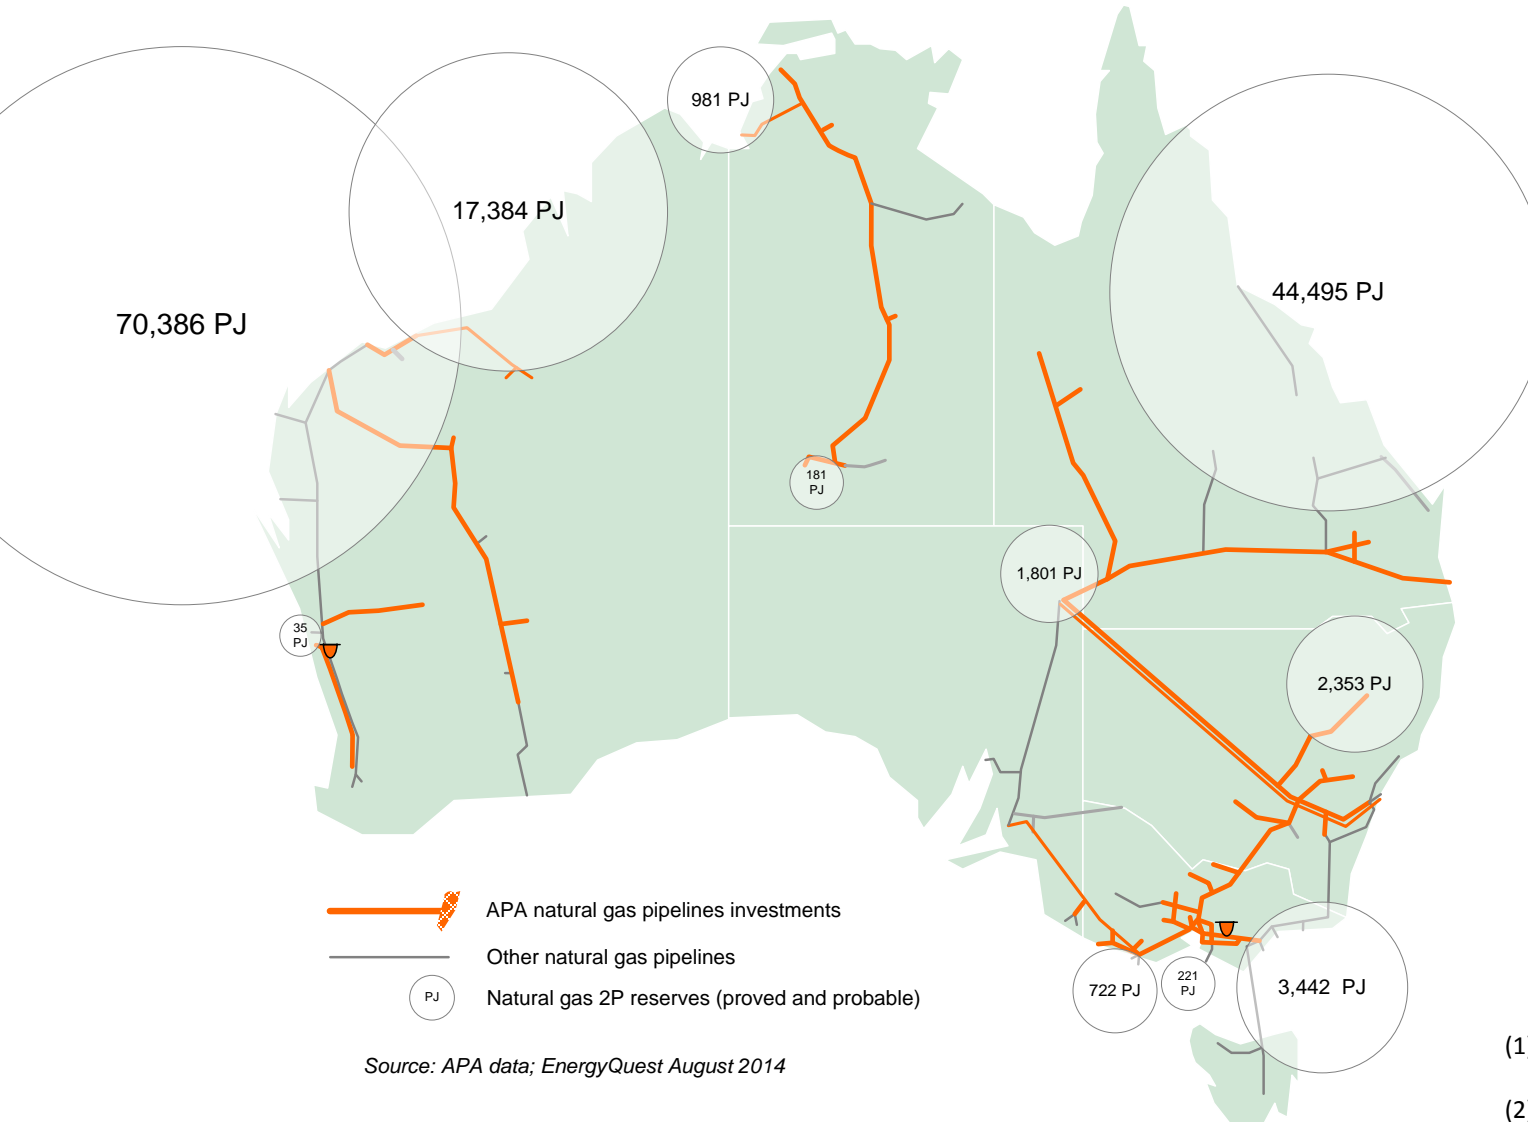 981 PJ
17,384 PJ
44,495 PJ
70,386 PJ
181
PJ
1,801 PJ
35
PJ
2,353 PJ
APA natural gas pipelines investments
Other natural gas pipelines
PJ
Natural gas 2P reserves (proved and probable)
722 PJ
221
PJ
3,442 PJ
Source: APA data; EnergyQuest August 2014
(1)
(2)